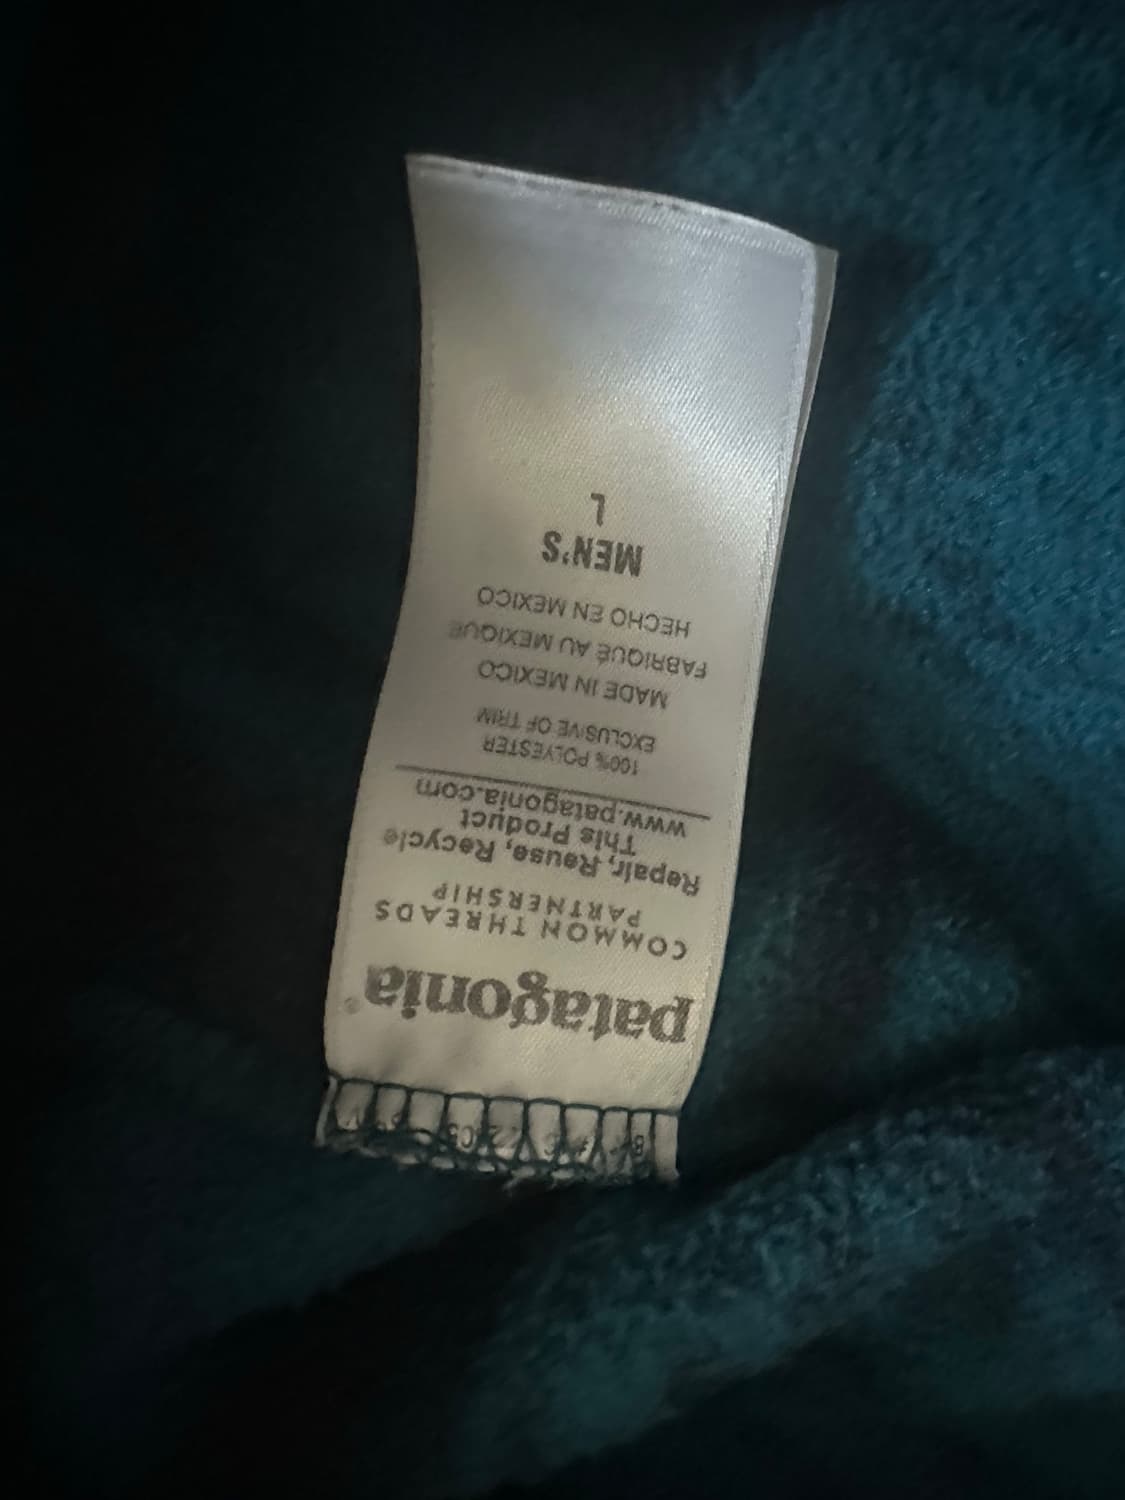 patagonia®
COMMON THREADS
PARTNERSHIP
Repair, Reuse, Recycle
This Product
www.patagonia.com
100% POLYESTER
EXCLUSIVE OF TRIM
MADE IN MEXICO
FABRIQUÉ AU MEXIQUE
HECHO EN MEXICO
MEN'S
L